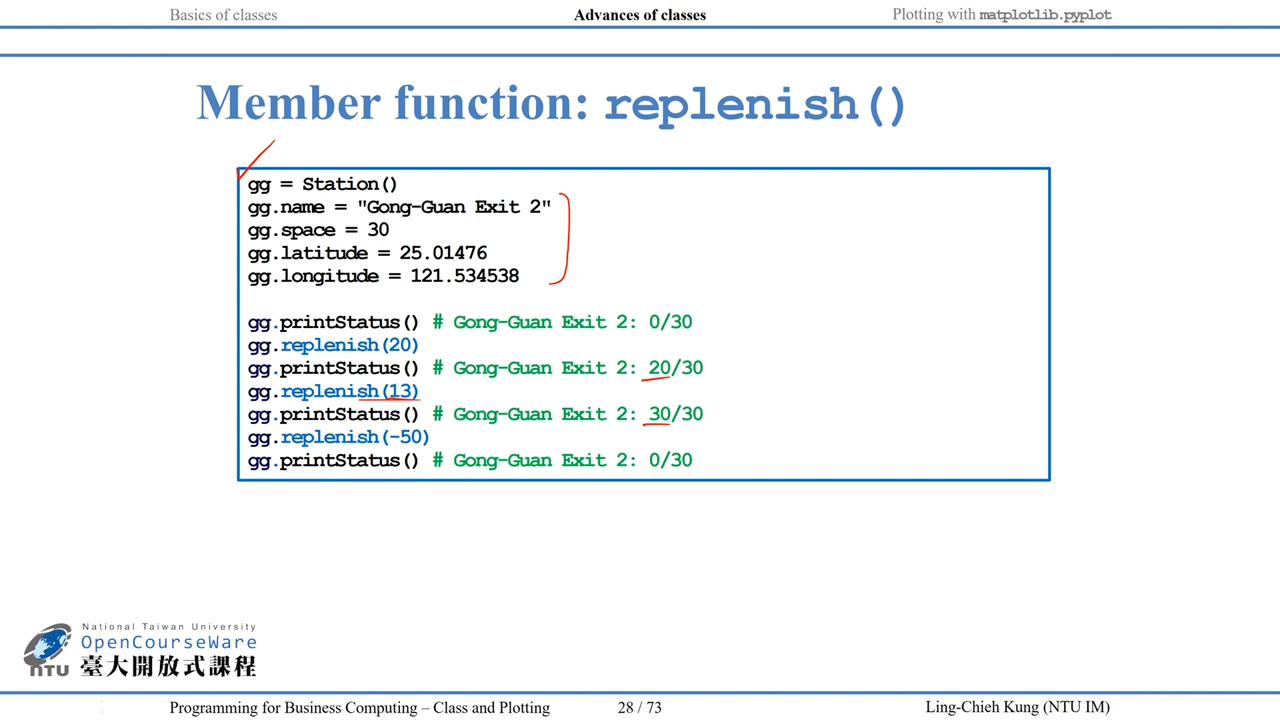 Basics of classes
Advances of classes
Plotting with matplotlib.pyplot
Member function: replenish()
gg = Station()
gg.name = "Gong-Guan Exit 2"
gg.space = 30
gg.latitude = 25.01476
gg.longitude = 121.534538
gg.printStatus() # Gong-Guan Exit 2: 0/30
gg.replenish(20)
gg.printStatus() # Gong-Guan Exit 2: 20/30
gg.replenish(13)
gg.printStatus() # Gong-Guan Exit 2: 30/30
gg.replenish(-50)
gg.printStatus() # Gong-Guan Exit 2: 0/30
National Taiwan University
OpenCourseWare
NTU 臺大開放式課程
Programming for Business Computing – Class and Plotting
28 / 73
Ling-Chieh Kung (NTU IM)